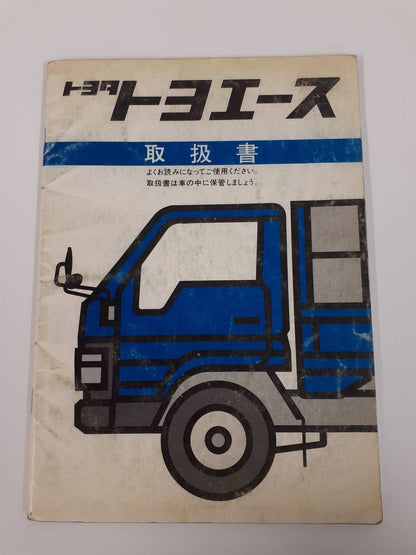 トヨタ トヨエース
取扱書
よくお読みになってご使用ください。
取扱書は車の中に保管しましょう。